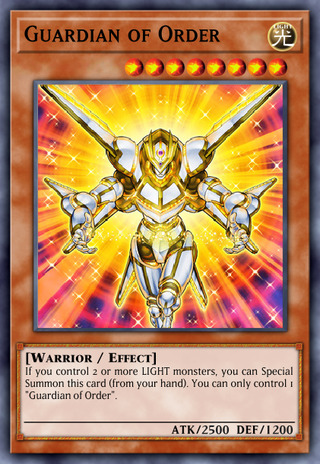 Guardian of Order
LIGHT
光
[Warrior / Effect]
If you control 2 or more LIGHT monsters, you can Special
Summon this card (from your hand). You can only control 1
"Guardian of Order".
ATK/2500 DEF/1200